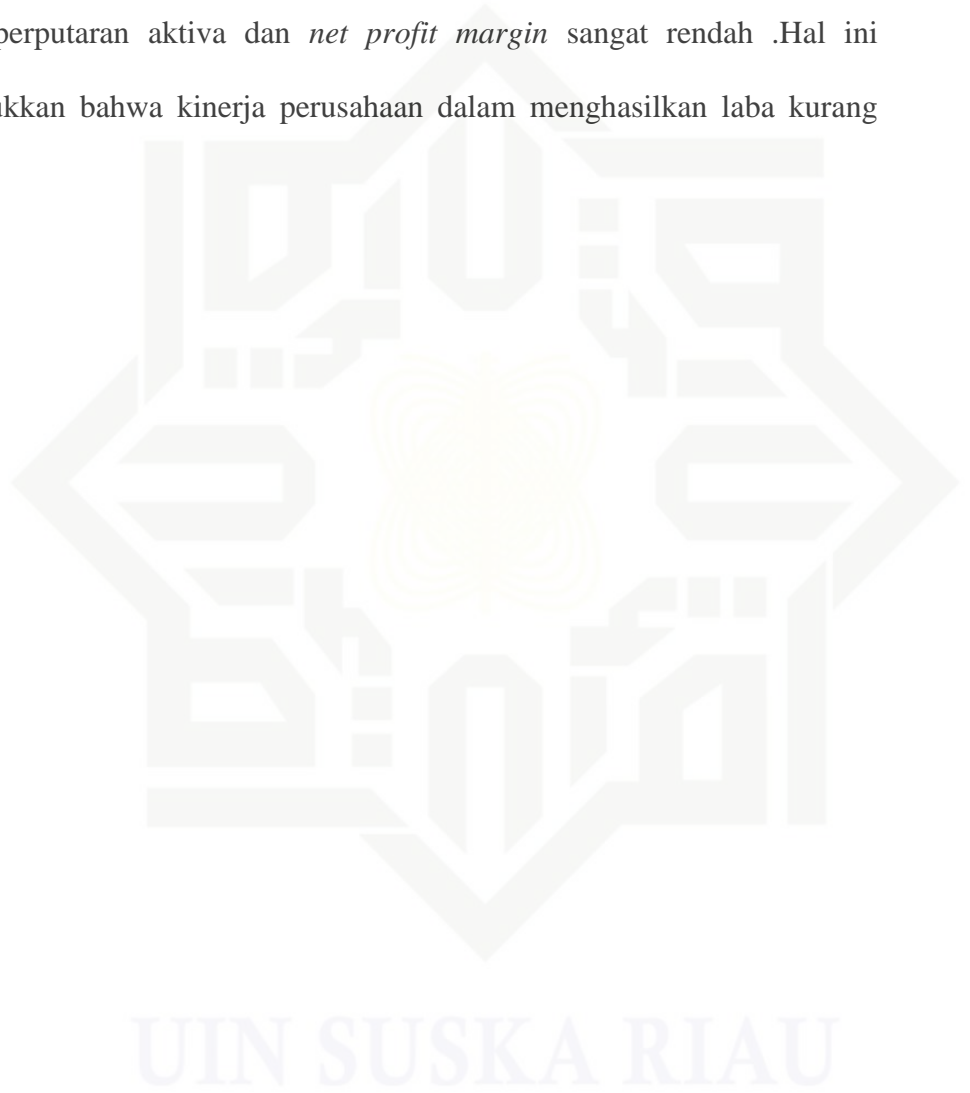 perputaran aktiva dan net profit margin sangat rendah .Hal ini
ukkan bahwa kinerja perusahaan dalam menghasilkan laba kurang
UIN SUSKA RIAU